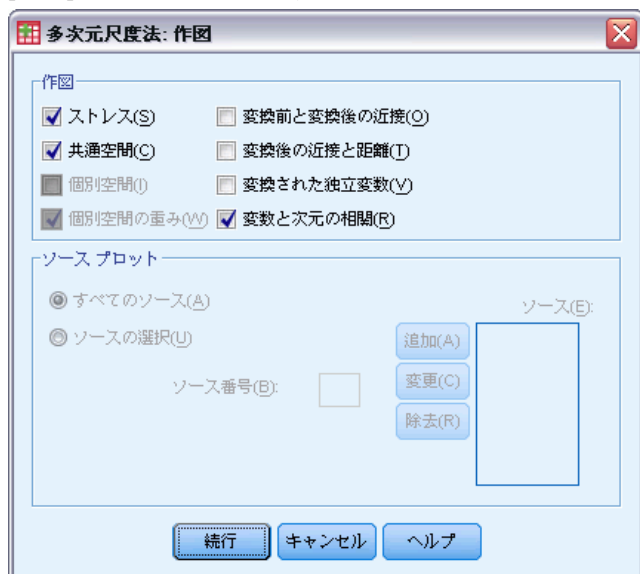 多次元尺度法: 作図
作図
ストレス(S)
変換前と変換後の近接(O)
共通空間(C)
変換後の近接と距離(T)
個別空間(I)
変換された独立変数(V)
個別空間の重み(W)
変数と次元の相関(R)
ソース プロット
すべてのソース(A)
ソース(E):
ソースの選択(U)
追加(A)
ソース番号(B):
変更(C)
除去(R)
続行
キャンセル
ヘルプ